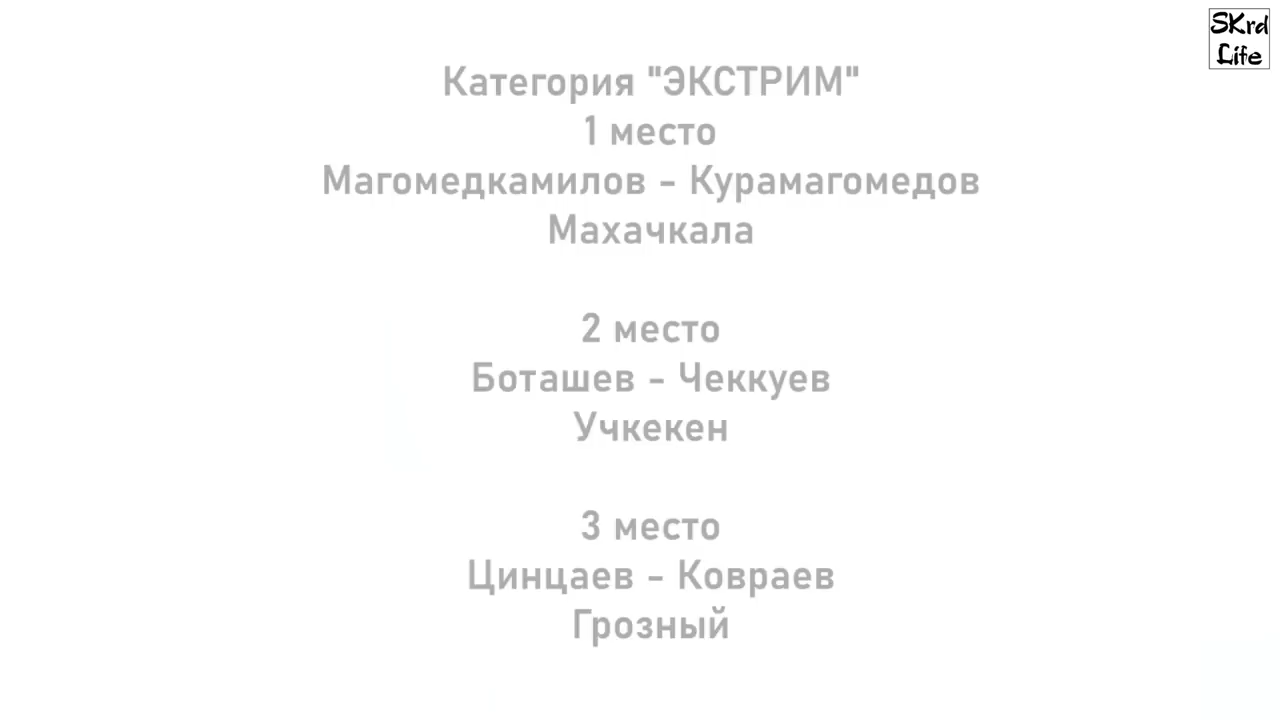 SKrd
Life
Категория "ЭКСТРИМ"
1 место
Магомедкамилов - Курамагомедов
Махачкала
2 место
Боташев - Чеккуев
Учкекен
3 место
Цинцаев - Ковраев
Грозный